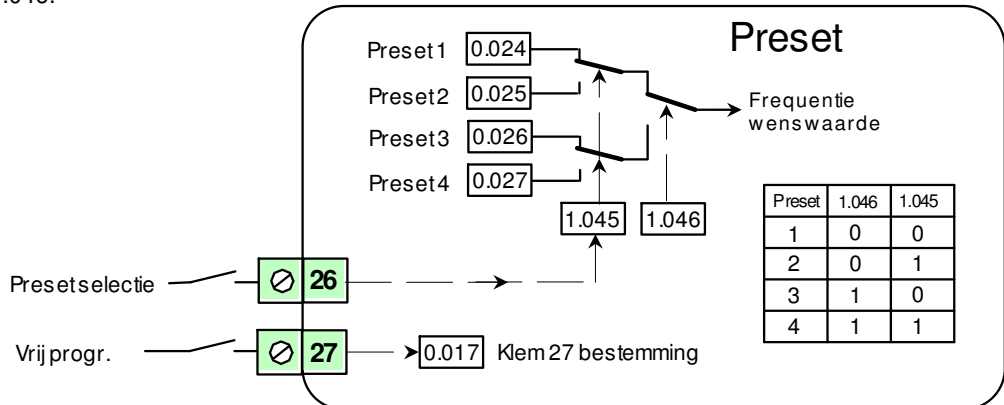 Preset
Preset1 0.024
Preset2 0.025
Preset3 0.026
Preset4 0.027
Frequentie
wenswaarde
1.045 1.046
Preset 1.046 1.045
1 0 0
2 0 1
3 1 0
4 1 1
Presetselectie 26
Vrij progr. 27 0.017 Klem 27 bestemming